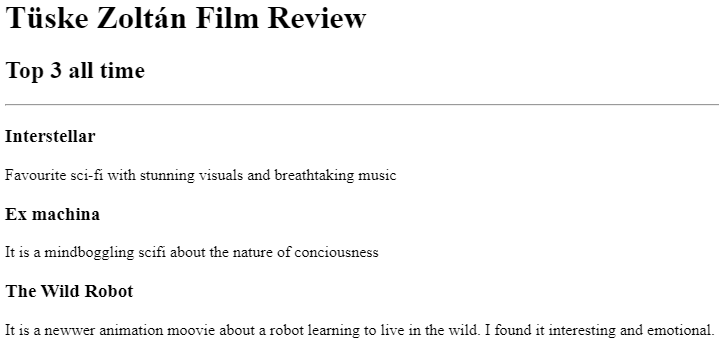 Tüske Zoltán Film Review
Top 3 all time
Interstellar
Favourite sci-fi with stunning visuals and breathtaking music
Ex machina
It is a mindboggling scifi about the nature of conciousness
The Wild Robot
It is a newwer animation moovie about a robot learning to live in the wild. I found it interesting and emotional.